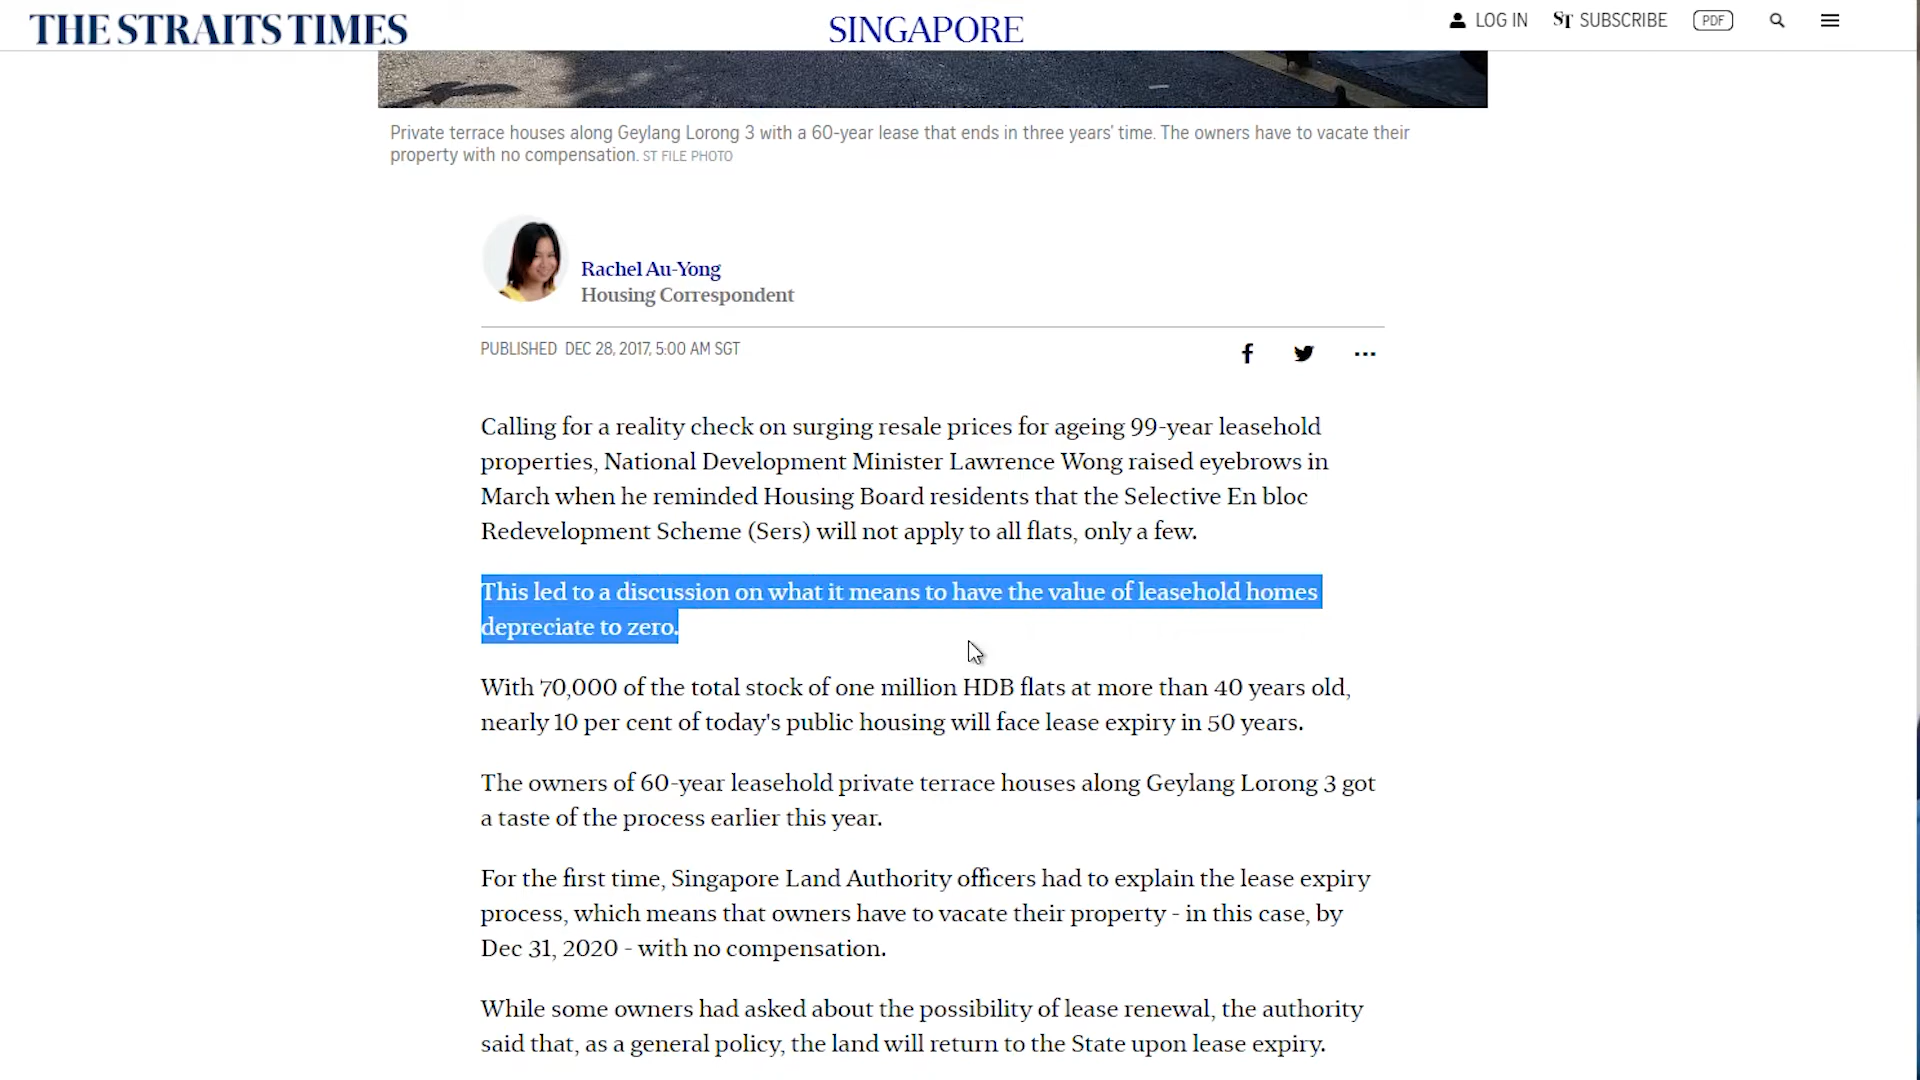 THE STRAITS TIMES
SINGAPORE
LOG IN
ST SUBSCRIBE
PDF
Private terrace houses along Geylang Lorong 3 with a 60-year lease that ends in three years' time. The owners have to vacate their
property with no compensation. ST FILE PHOTO
Rachel Au-Yong
Housing Correspondent
PUBLISHED DEC 28, 2017, 5:00 AM SGT
Calling for a reality check on surging resale prices for ageing 99-year leasehold
properties, National Development Minister Lawrence Wong raised eyebrows in
March when he reminded Housing Board residents that the Selective En bloc
Redevelopment Scheme (Sers) will not apply to all flats, only a few.
This led to a discussion on what it means to have the value of leasehold homes
depreciate to zero.
With 70,000 of the total stock of one million HDB flats at more than 40 years old,
nearly 10 per cent of today's public housing will face lease expiry in 50 years.
The owners of 60-year leasehold private terrace houses along Geylang Lorong 3 got
a taste of the process earlier this year.
For the first time, Singapore Land Authority officers had to explain the lease expiry
process, which means that owners have to vacate their property - in this case, by
Dec 31, 2020 - with no compensation.
While some owners had asked about the possibility of lease renewal, the authority
said that, as a general policy, the land will return to the State upon lease expiry.